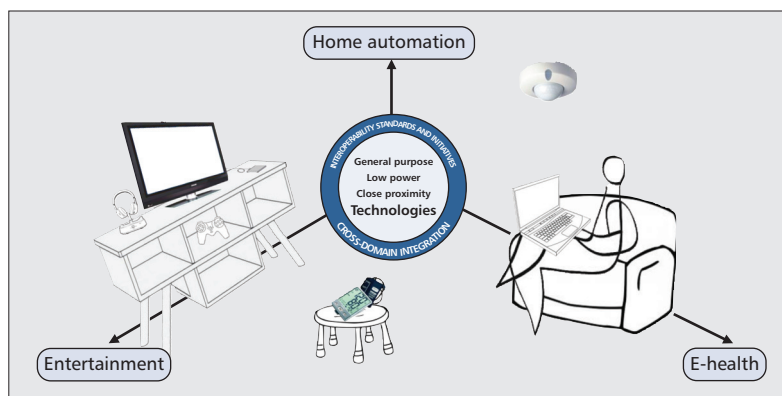 Home automation
INTEROPERABILITY STANDARDS AND INITIATIVES
General purpose
Low power
Close proximity
Technologies
CROSS-DOMAIN INTEGRATION
Entertainment
E-health